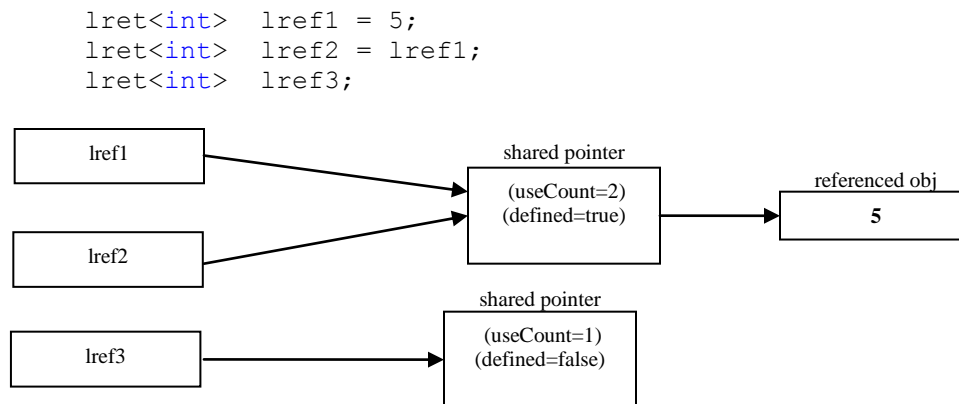 lret<int> lref1 = 5;
lret<int> lref2 = lref1;
lret<int> lref3;
lref1
shared pointer
(useCount=2)
(defined=true)
referenced obj
5
lref2
shared pointer
(useCount=1)
(defined=false)
lref3